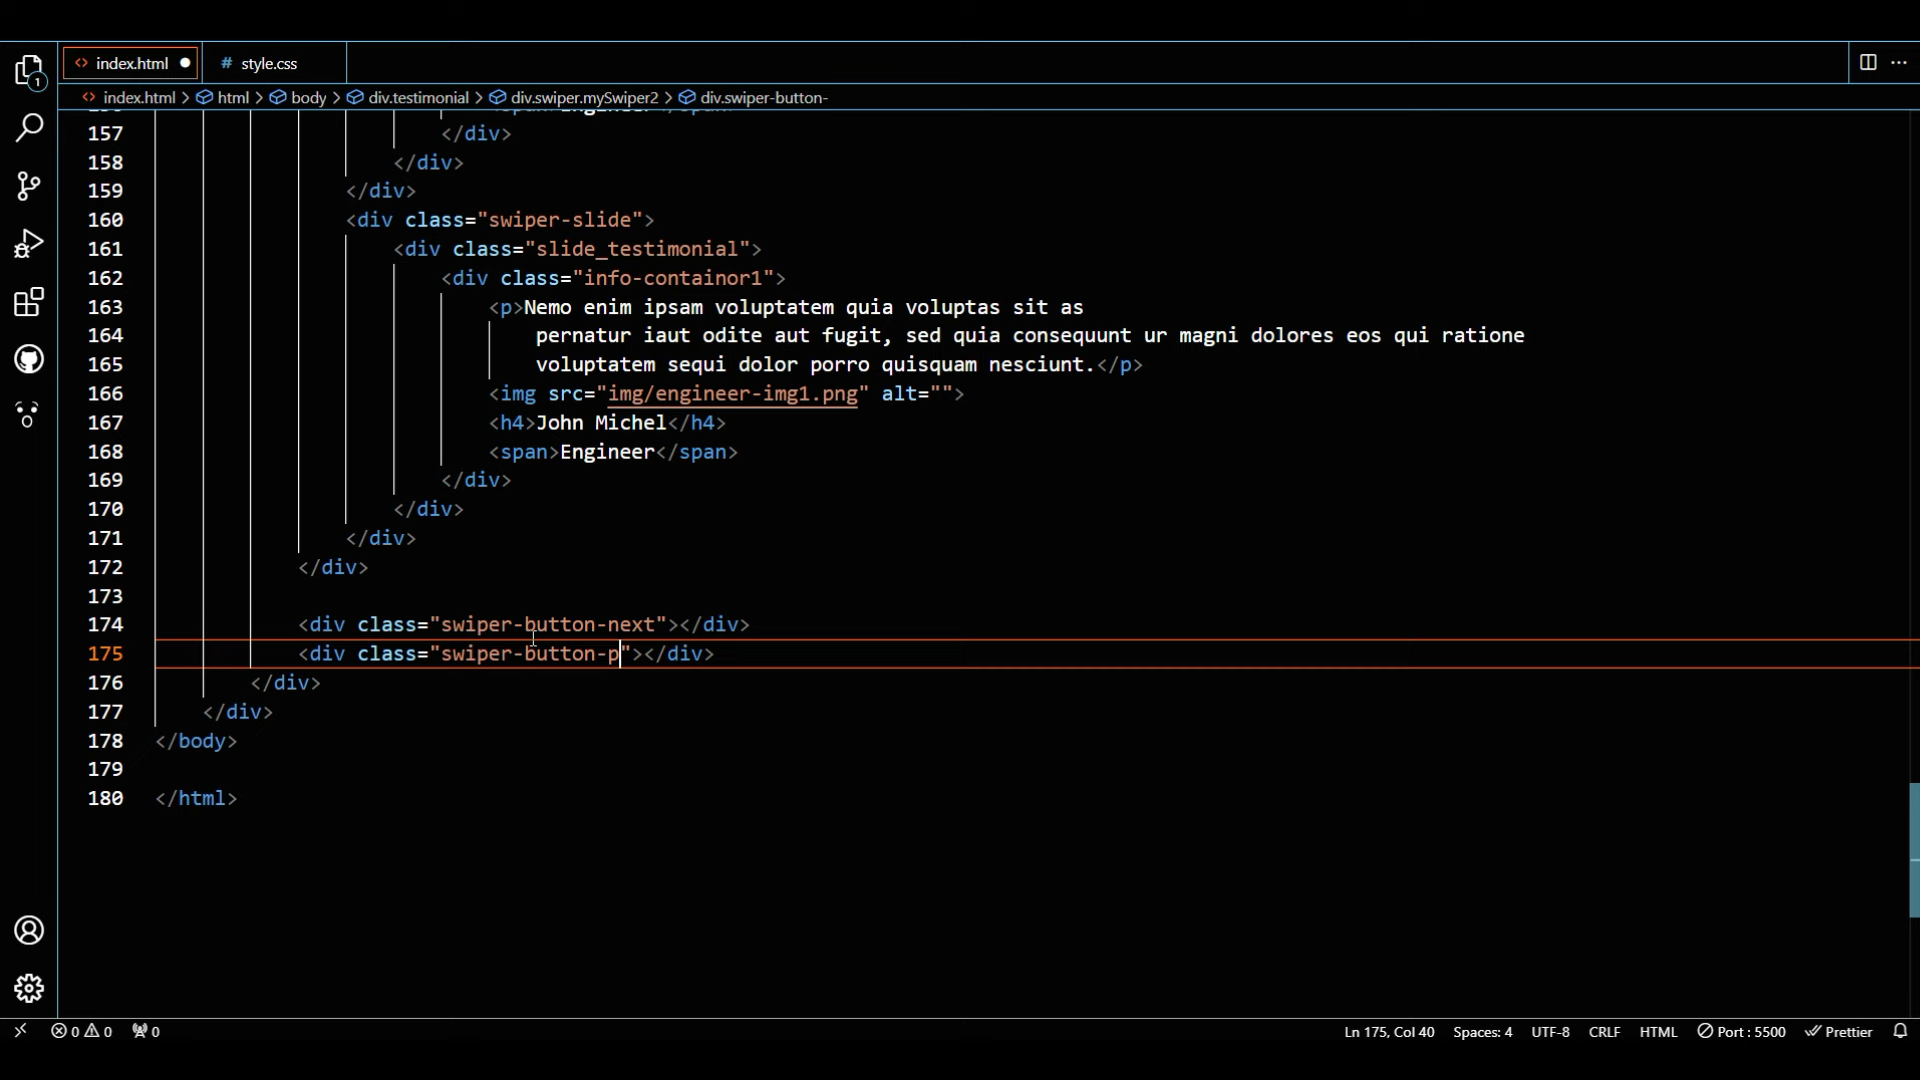 1
<> index.html ● # style.css ···
<> index.html > html > body > div.testimonial > div.swiper.mySwiper2 > div.swiper-button-
157 </div>
158 </div>
159 </div>
160 <div class="swiper-slide">
161 <div class="slide_testimonial">
162 <div class="info-containor1">
163 <p>Nemo enim ipsam voluptatem quia voluptas sit as
164 pernatur iaut odite aut fugit, sed quia consequunt ur magni dolores eos qui ratione
165 voluptatem sequi dolor porro quisquam nesciunt.</p>
166 <img src="img/engineer-img1.png" alt="">
167 <h4>John Michel</h4>
168 <span>Engineer</span>
169 </div>
170 </div>
171 </div>
172 </div>
173
174 <div class="swiper-button-next"></div>
175 <div class="swiper-button-p"></div>
176 </div>
177 </div>
178 </body>
179
180 </html>
0 0 0 Ln 175, Col 40 Spaces: 4 UTF-8 CRLF HTML Port : 5500 Prettier